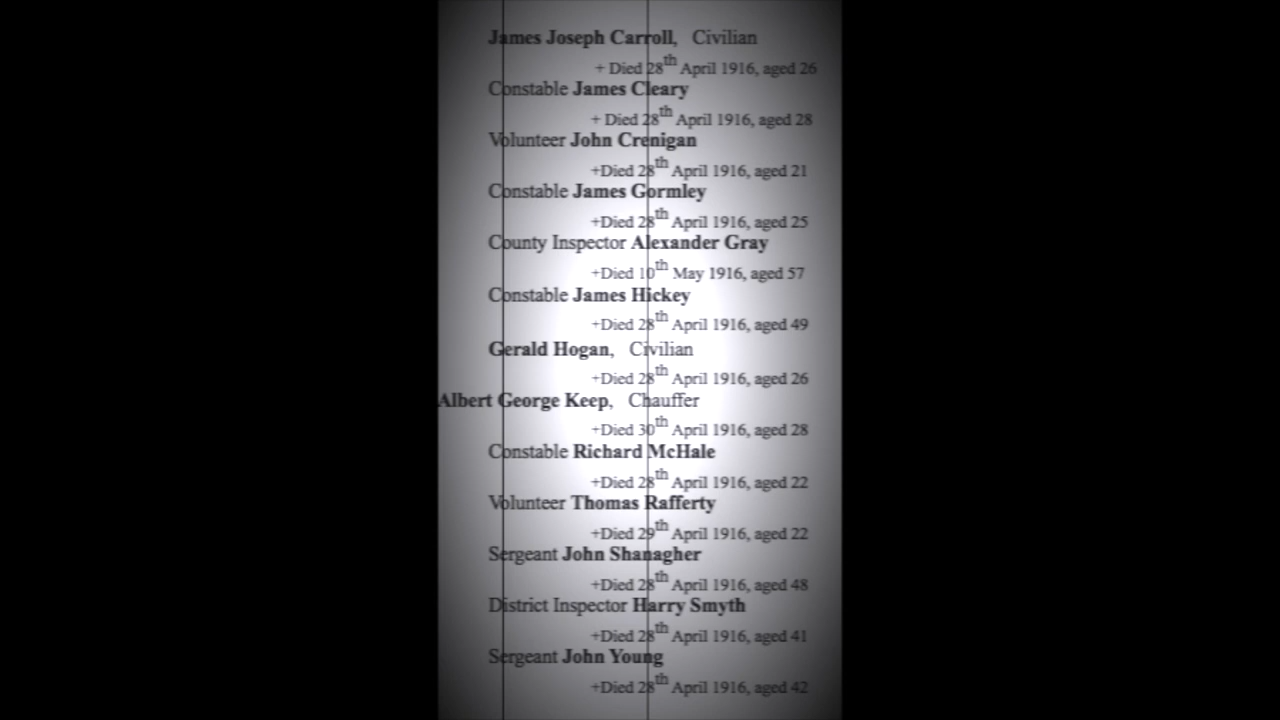 James Joseph Carroll, Civilian
+ Died 28th April 1916, aged 26
Constable James Cleary
+ Died 28th April 1916, aged 28
Volunteer John Crenigan
+Died 28th April 1916, aged 21
Constable James Gormley
+Died 28th April 1916, aged 25
County Inspector Alexander Gray
+Died 10th May 1916, aged 57
Constable James Hickey
+Died 28th April 1916, aged 49
Gerald Hogan, Civilian
+Died 28th April 1916, aged 26
Albert George Keep, Chauffer
+Died 30th April 1916, aged 28
Constable Richard McHale
+Died 28th April 1916, aged 22
Volunteer Thomas Rafferty
+Died 29th April 1916, aged 22
Sergeant John Shanagher
+Died 28th April 1916, aged 48
District Inspector Harry Smyth
+Died 28th April 1916, aged 41
Sergeant John Young
+Died 28th April 1916, aged 42